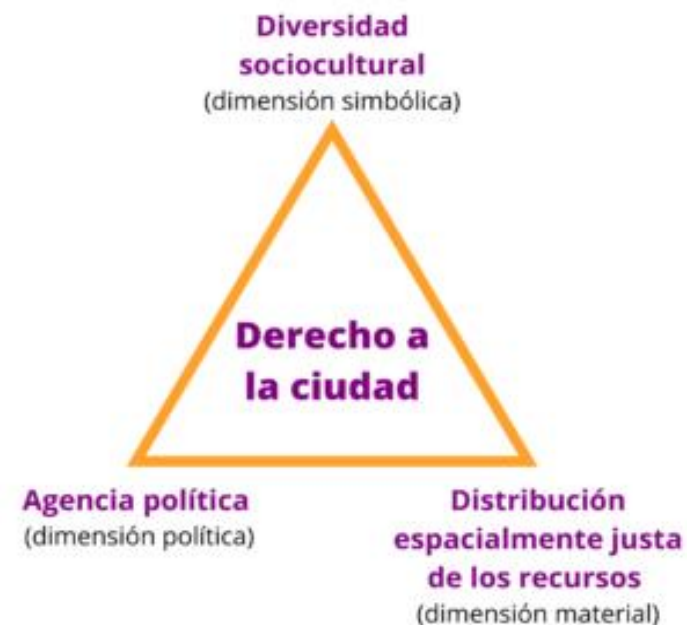 Diversidad
sociocultural
(dimensión simbólica)
Derecho a
la ciudad
Agencia política
(dimensión política)
Distribución
espacialmente justa
de los recursos
(dimensión material)